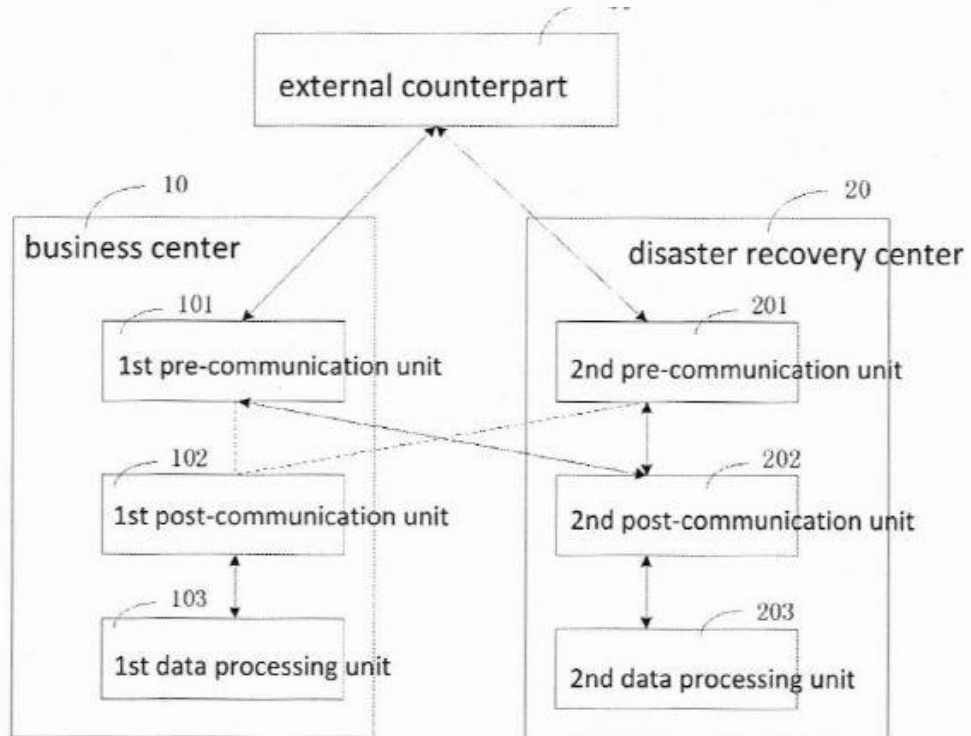 external counterpart
10
20
business center
disaster recovery center
101
201
1st pre-communication unit
2nd pre-communication unit
102
202
1st post-communication unit
2nd post-communication unit
103
203
1st data processing unit
2nd data processing unit